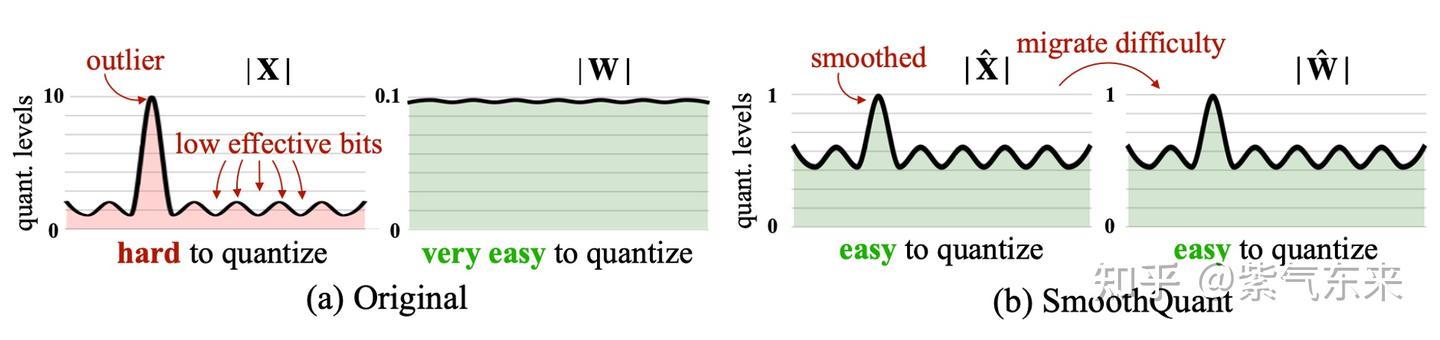 outlier
|X|
10
low effective bits
quant. levels
0
hard to quantize
|W|
0.1
0
very easy to quantize
(a) Original
smoothed
|X̂|
migrate difficulty
1
quant. levels
0
easy to quantize
|Ŵ|
1
0
easy to quantize
(b) SmoothQuant
知乎 @紫气东来